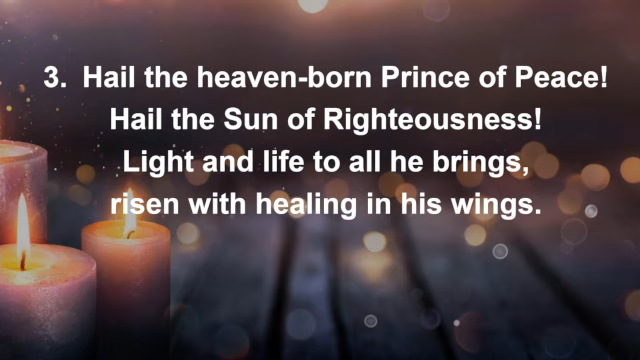 3. Hail the heaven-born Prince of Peace!
Hail the Sun of Righteousness!
Light and life to all he brings,
risen with healing in his wings.